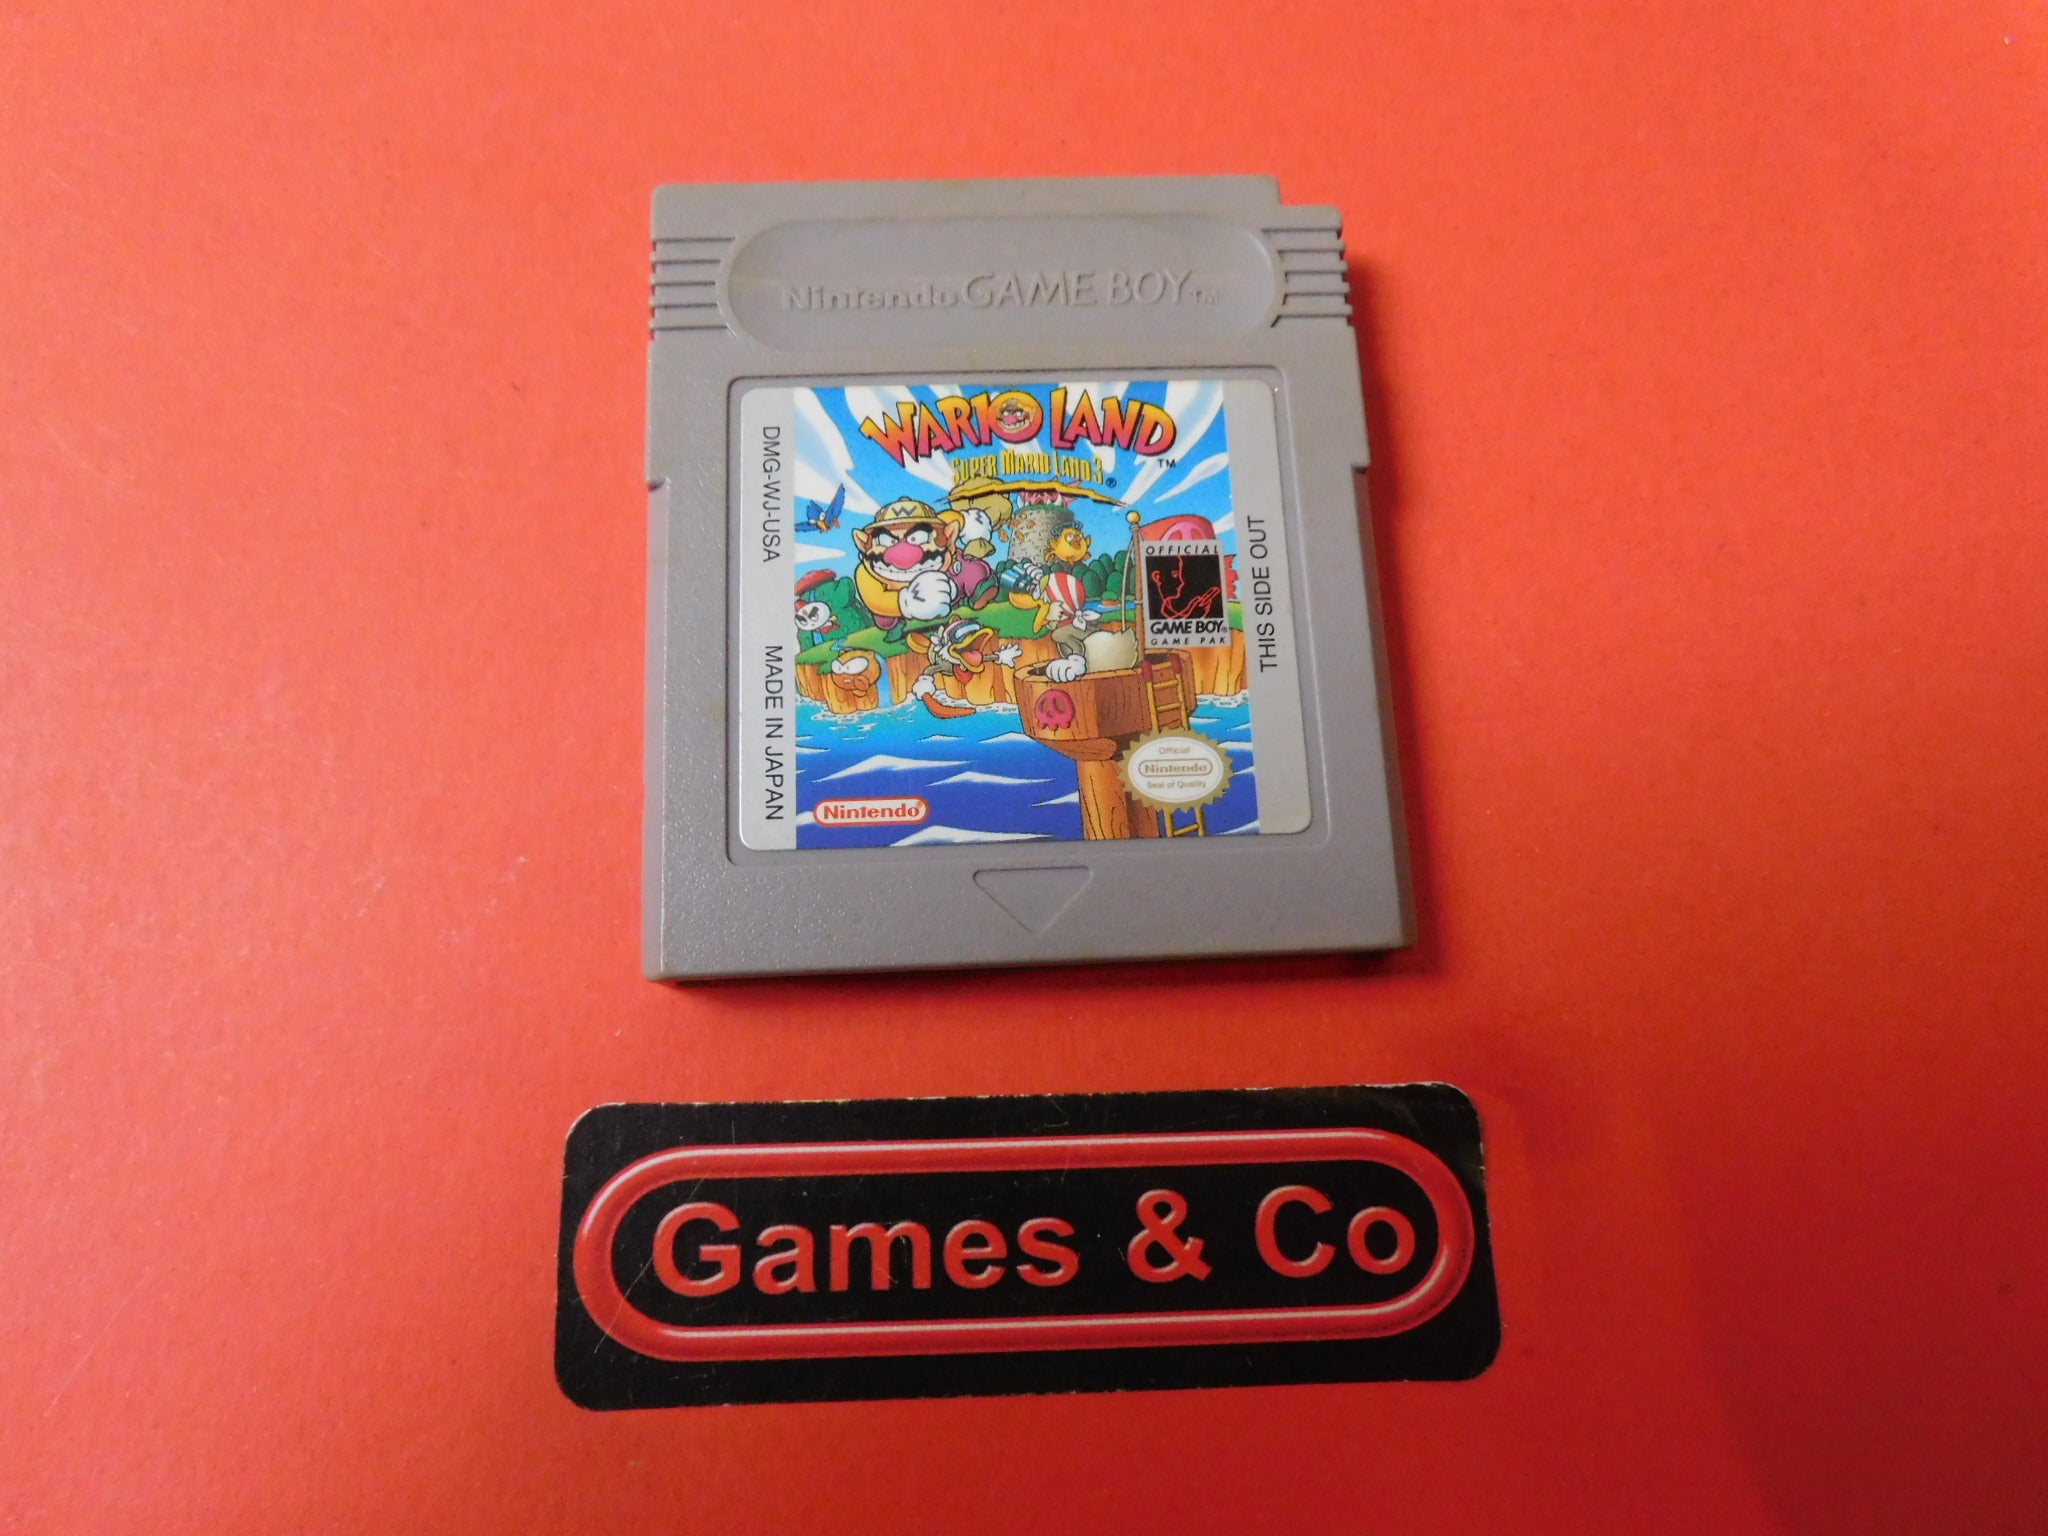 Nintendo GAME BOY TM
WARIO LAND TM
SUPER MARIO LAND 3 ®
DMG-WJ-USA
MADE IN JAPAN
W
OFFICIAL
GAME BOY®
GAME PAK
THIS SIDE OUT
Official
Nintendo
Seal of Quality
Nintendo®
Games & Co